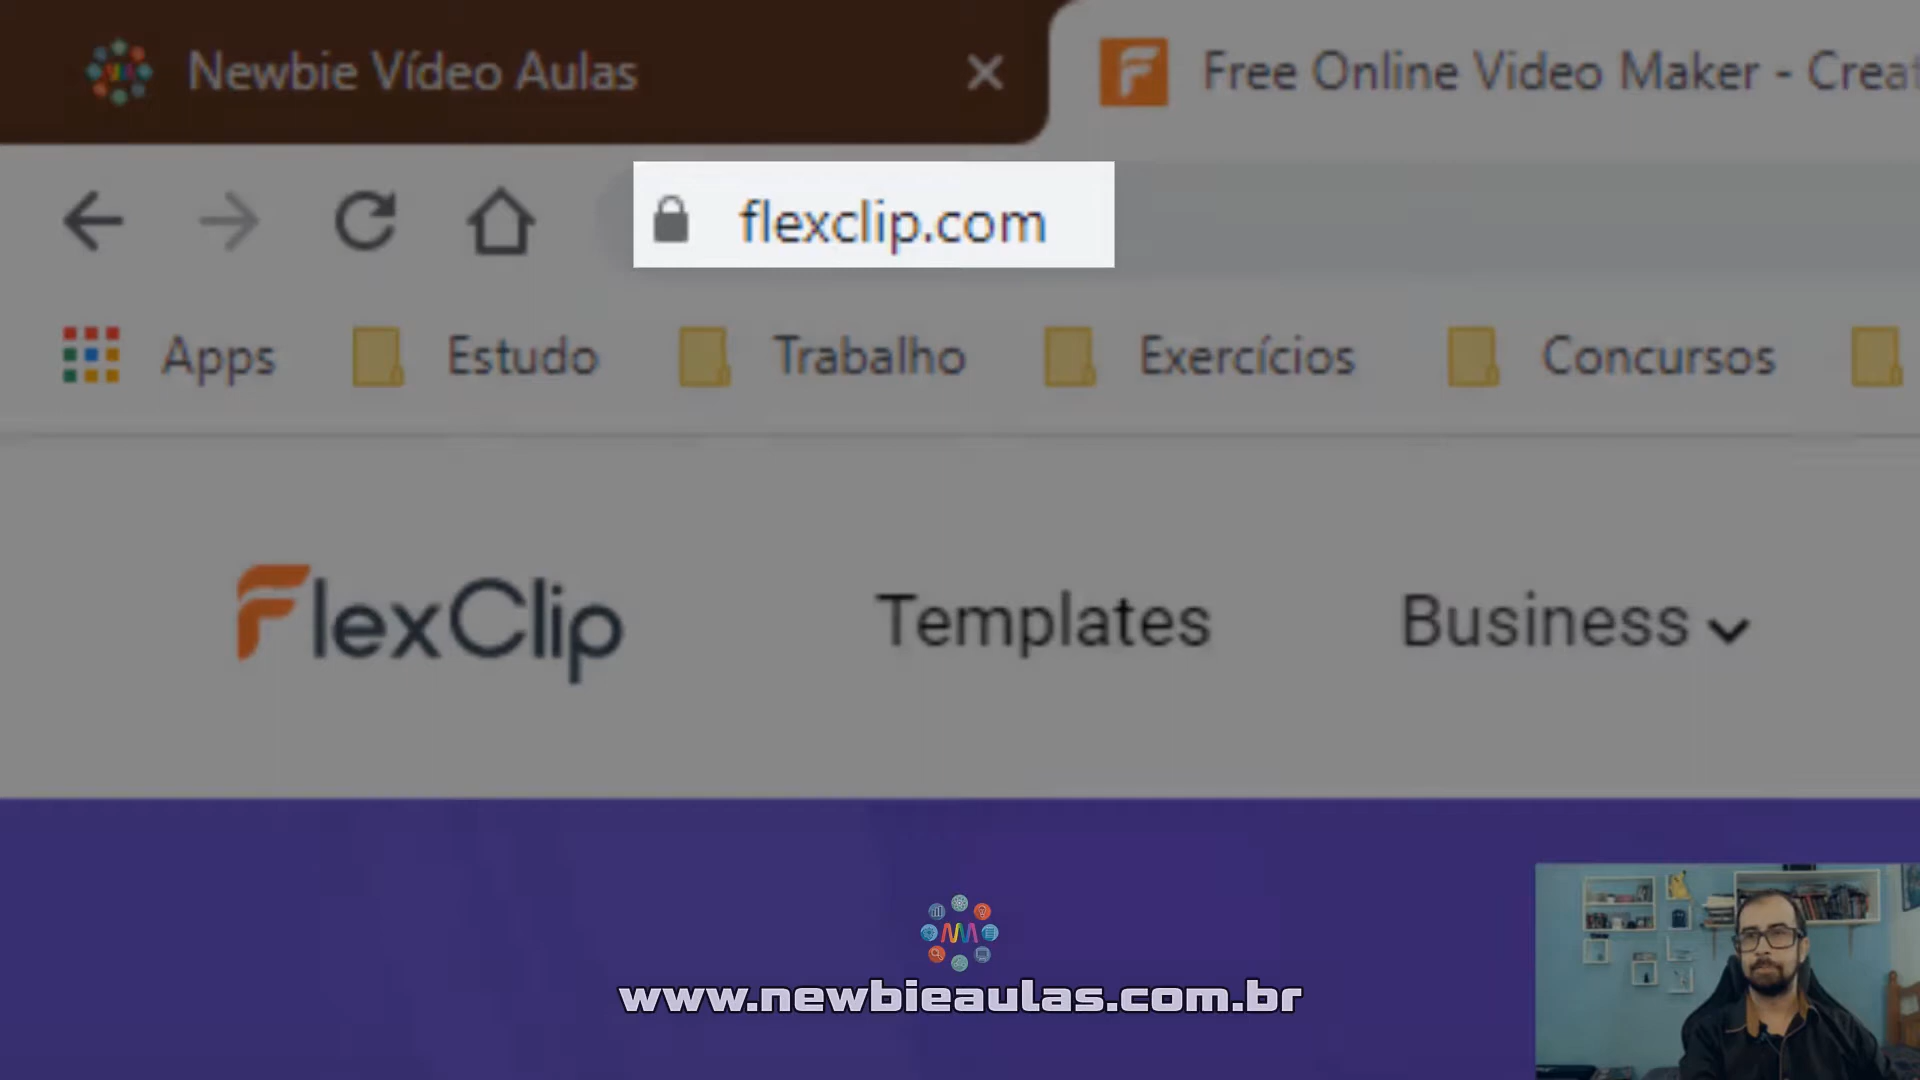 Newbie Vídeo Aulas
Free Online Video Maker - Creat
flexclip.com
Apps Estudo Trabalho Exercícios Concursos
FlexClip Templates Business
www.newbieaulas.com.br